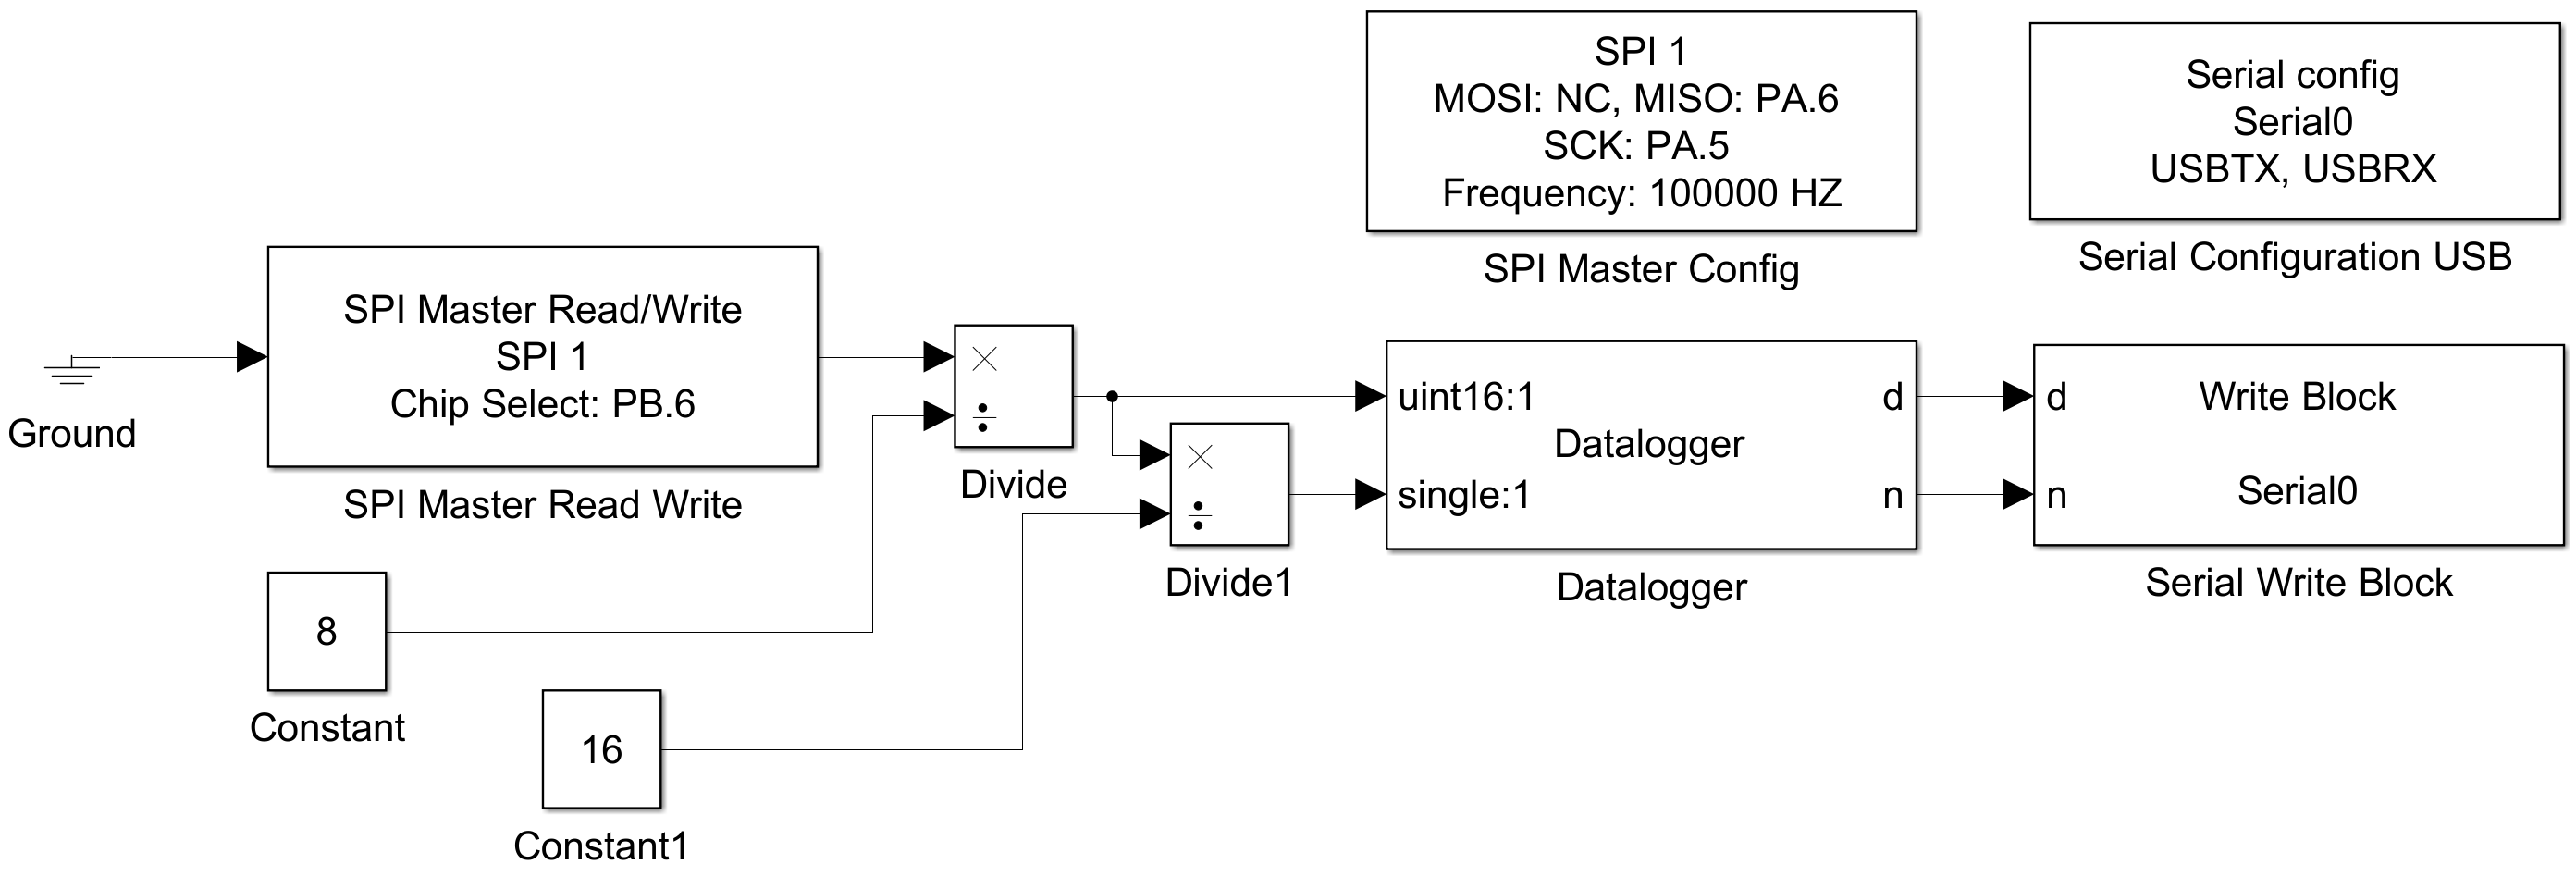 SPI 1
MOSI: NC, MISO: PA.6
SCK: PA.5
Frequency: 100000 HZ
SPI Master Config
Serial config
Serial0
USBTX, USBRX
Serial Configuration USB
Ground
SPI Master Read/Write
SPI 1
Chip Select: PB.6
SPI Master Read Write
×
÷
Divide
×
÷
Divide1
uint16:1
single:1
Datalogger
d
n
Datalogger
d
n
Write Block
Serial0
Serial Write Block
8
Constant
16
Constant1